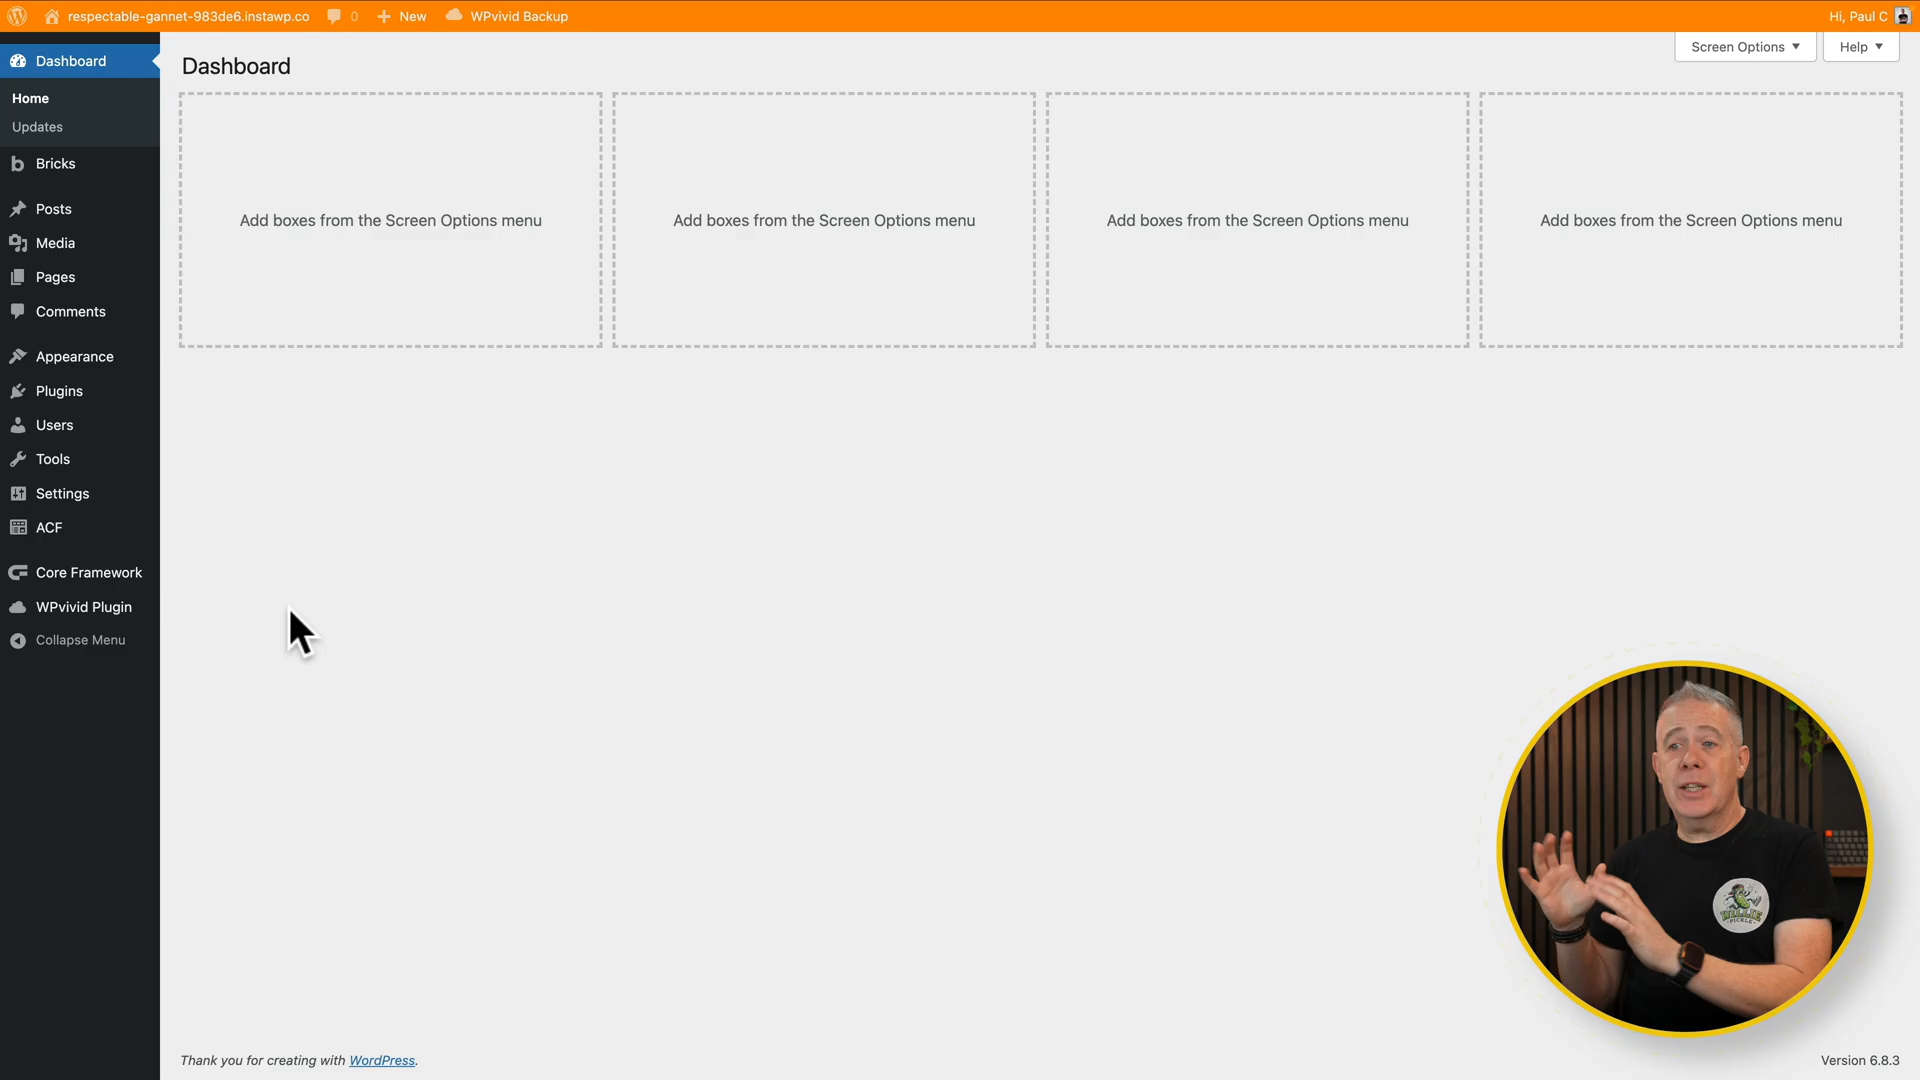 respectable-gannet-983de6.instawp.co 0 New WPvivid Backup Hi, Paul C
Screen Options Help
Dashboard
Home
Updates
Bricks
Posts
Media
Pages
Comments
Appearance
Plugins
Users
Tools
Settings
ACF
Core Framework
WPvivid Plugin
Collapse Menu
Dashboard
Add boxes from the Screen Options menu
Add boxes from the Screen Options menu
Add boxes from the Screen Options menu
Add boxes from the Screen Options menu
WILLIE
PICKLE
Thank you for creating with WordPress.
Version 6.8.3